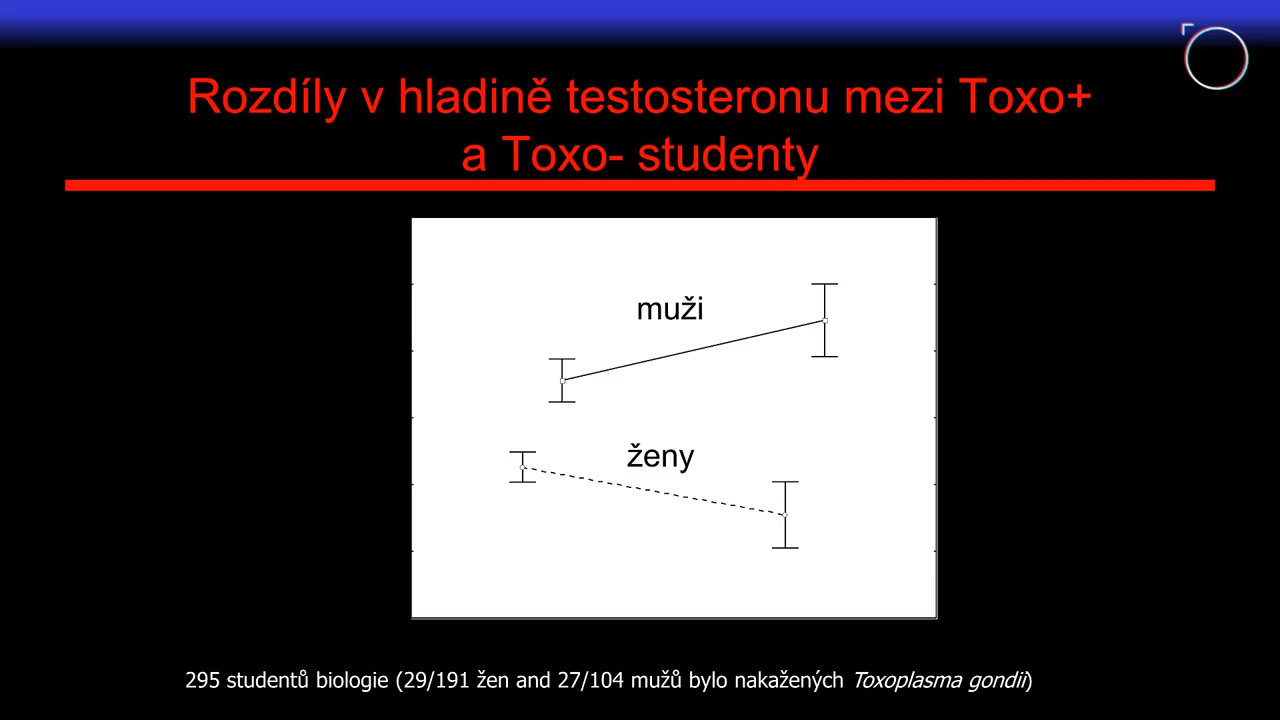 Rozdíly v hladině testosteronu mezi Toxo+
a Toxo- studenty
muži
ženy
295 studentů biologie (29/191 žen and 27/104 mužů bylo nakažených Toxoplasma gondii)